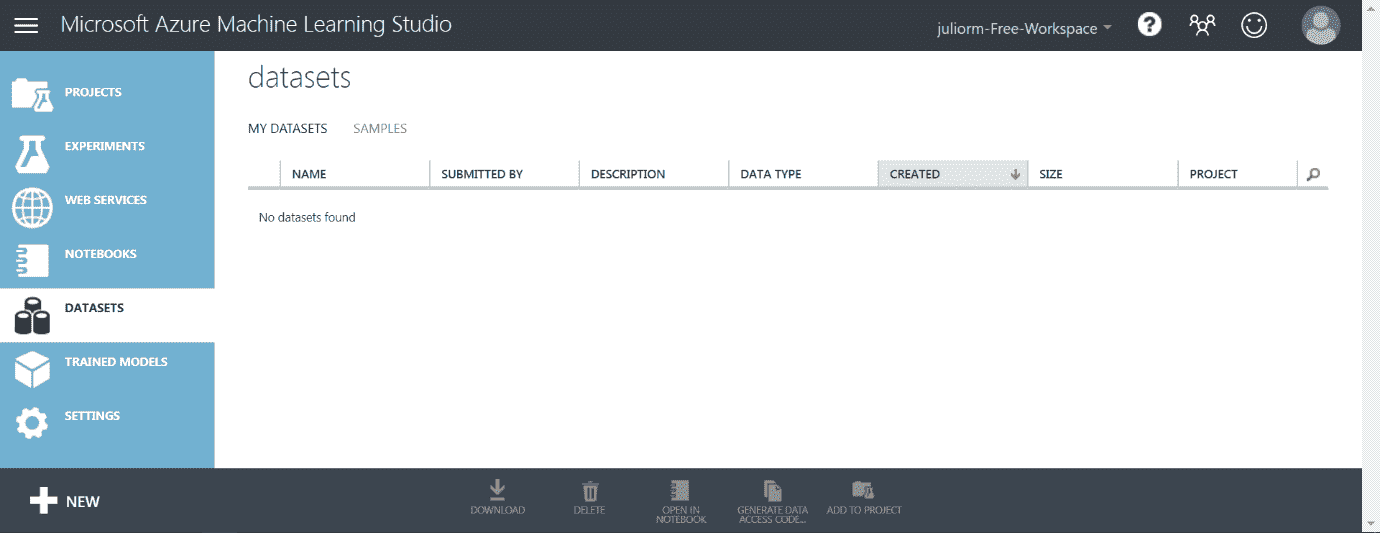 Microsoft Azure Machine Learning Studio
juliorm-Free-Workspace
?
PROJECTS
EXPERIMENTS
WEB SERVICES
NOTEBOOKS
DATASETS
TRAINED MODELS
SETTINGS
datasets
MY DATASETS SAMPLES
NAME SUBMITTED BY DESCRIPTION DATA TYPE CREATED SIZE PROJECT
No datasets found
NEW
DOWNLOAD
DELETE
OPEN IN
NOTEBOOK
GENERATE DATA
ACCESS CODE...
ADD TO PROJECT